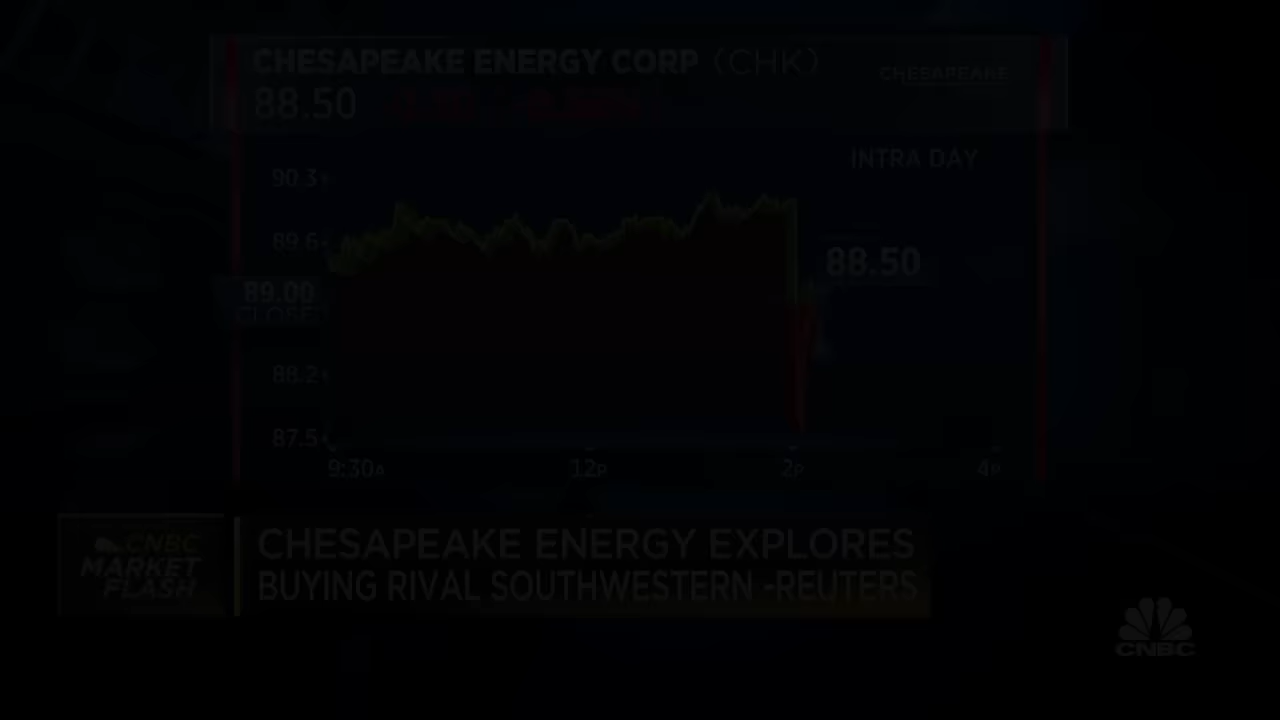 CHESAPEAKE ENERGY CORP (CHK)
CHESAPEAKE
88.50
INTRA DAY
90.3
89.6
88.50
89.00
CLOSE
88.2
87.5
9:30A
12P
2P
4P
CNBC
MARKET
FLASH
CHESAPEAKE ENERGY EXPLORES
BUYING RIVAL SOUTHWESTERN -REUTERS
CNBC